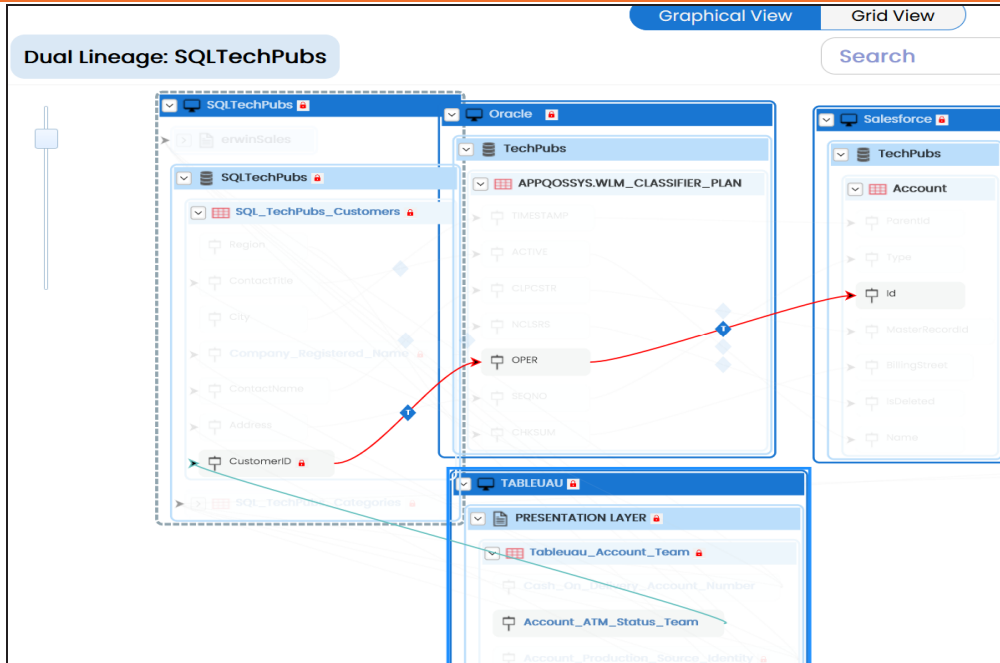 Graphical View
Grid View
Dual Lineage: SQLTechPubs
Search
SQLTechPubs
erwinSales
SQLTechPubs
SQL_TechPubs_Customers
Region
ContactTitle
City
Company_Registered_Name
ContactName
Address
CustomerID
SQL_TechPubs_Categories
Oracle
TechPubs
APPQOSSYS.WLM_CLASSIFIER_PLAN
TIMESTAMP
ACTIVE
CLPCSTR
NCLSRS
OPER
SEQNO
CHKSUM
T
T
Salesforce
TechPubs
Account
ParentId
Type
Id
MasterRecordId
BillingStreet
IsDeleted
Name
TABLEUAU
PRESENTATION LAYER
Tableuau_Account_Team
Cash_On_Delivery_Account_Number
Account_ATM_Status_Team
Account_Production_Source_Identity